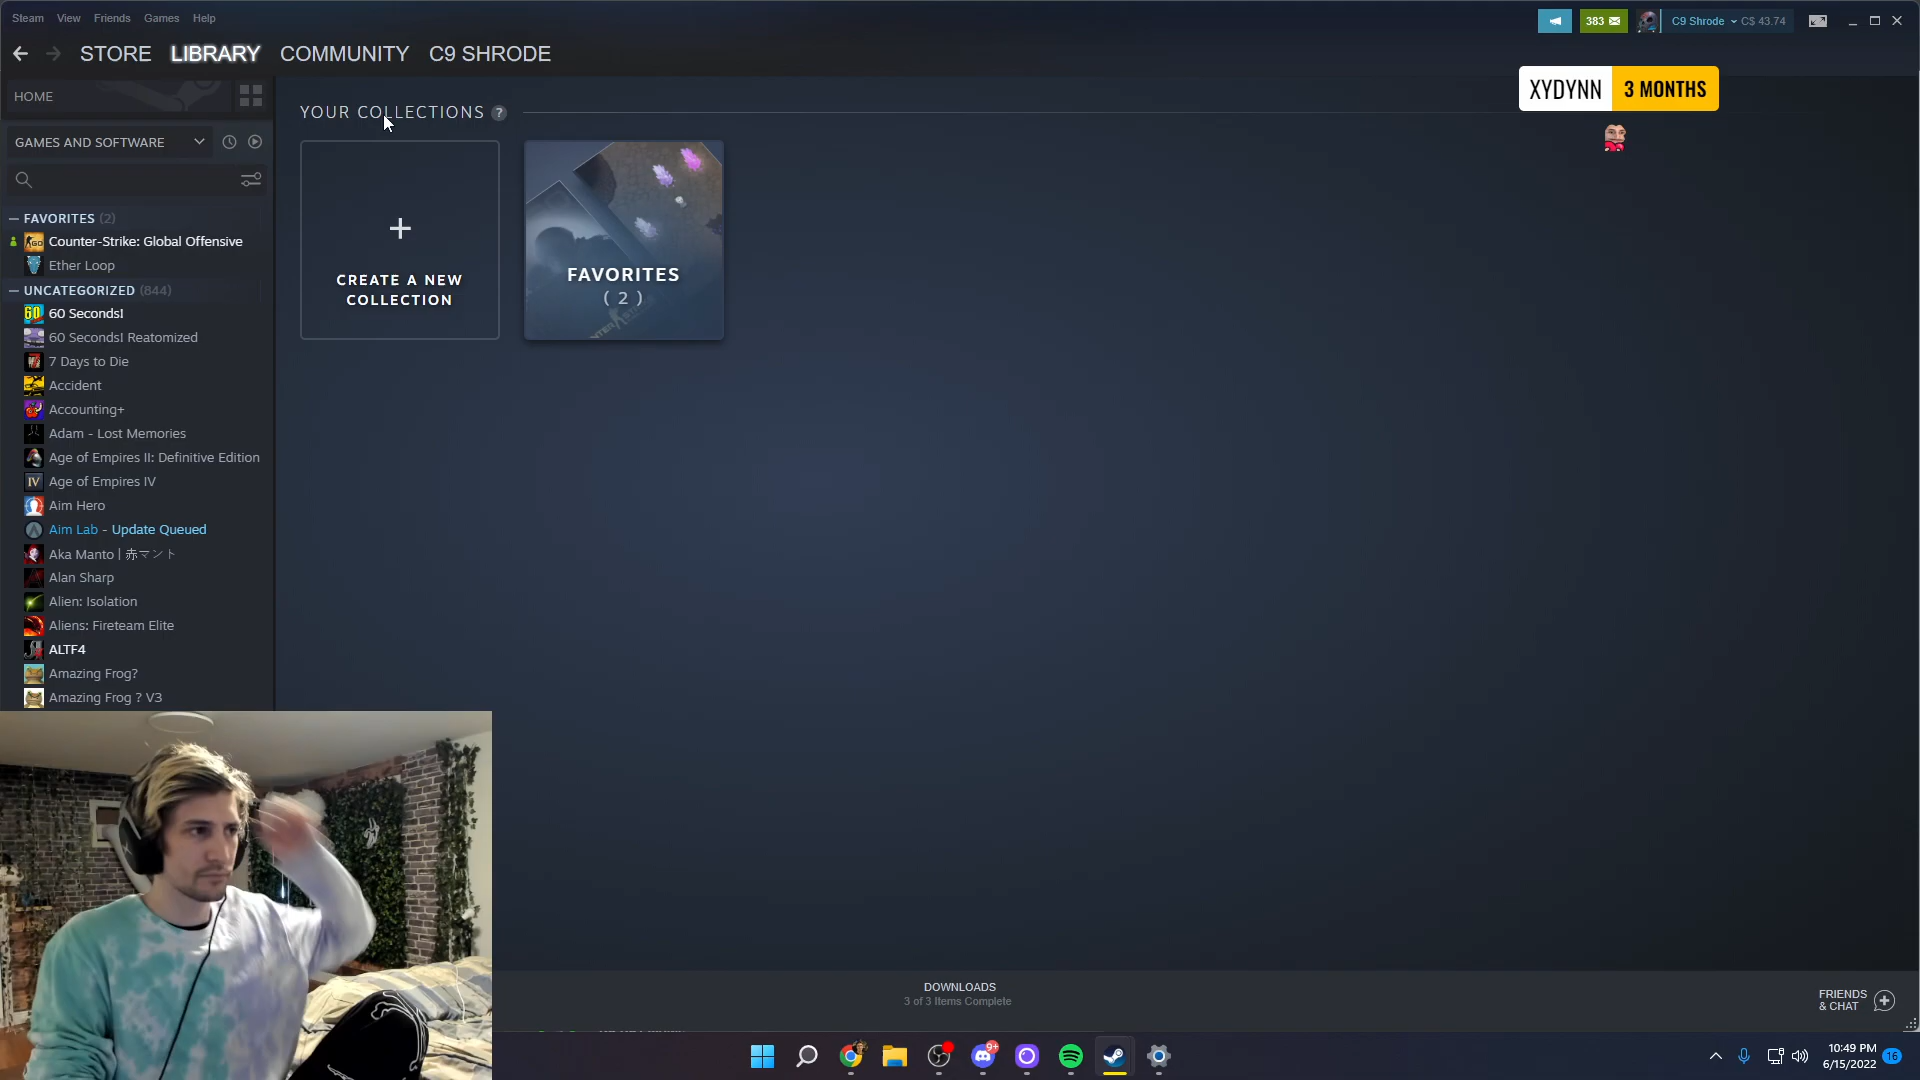 Steam View Friends Games Help
383
C9 Shrode C$ 43.74
STORE LIBRARY COMMUNITY C9 SHRODE
XYDYNN 3 MONTHS
HOME
YOUR COLLECTIONS ?
GAMES AND SOFTWARE
CREATE A NEW
COLLECTION
FAVORITES
( 2 )
FAVORITES (2)
Counter-Strike: Global Offensive
Ether Loop
UNCATEGORIZED (844)
60 Seconds!
60 Seconds! Reatomized
7 Days to Die
Accident
Accounting+
Adam - Lost Memories
Age of Empires II: Definitive Edition
Age of Empires IV
Aim Hero
Aim Lab - Update Queued
Aka Manto | 赤マント
Alan Sharp
Alien: Isolation
Aliens: Fireteam Elite
ALTF4
Amazing Frog?
Amazing Frog ? V3
DOWNLOADS
3 of 3 Items Complete
FRIENDS
& CHAT
9+
10:49 PM
6/15/2022
16